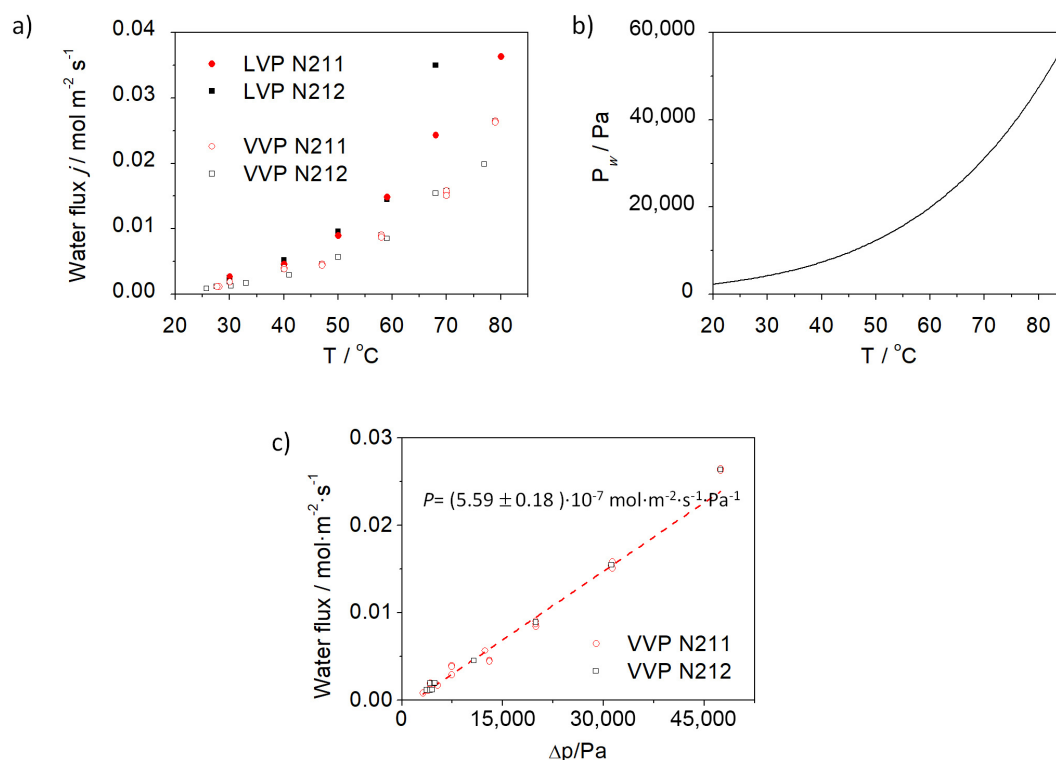 a)
0.04
0.03
0.02
0.01
0.00
Water flux j / mol m⁻² s⁻¹
LVP N211
LVP N212
VVP N211
VVP N212
20 30 40 50 60 70 80
T / °C
b)
60,000
40,000
20,000
0
P_w / Pa
20 30 40 50 60 70 80
T / °C
c)
0.03
0.02
0.01
0.00
Water flux / mol·m⁻²·s⁻¹
P= (5.59 ± 0.18 )·10⁻⁷ mol·m⁻²·s⁻¹·Pa⁻¹
VVP N211
VVP N212
0 15,000 30,000 45,000
Δp/Pa